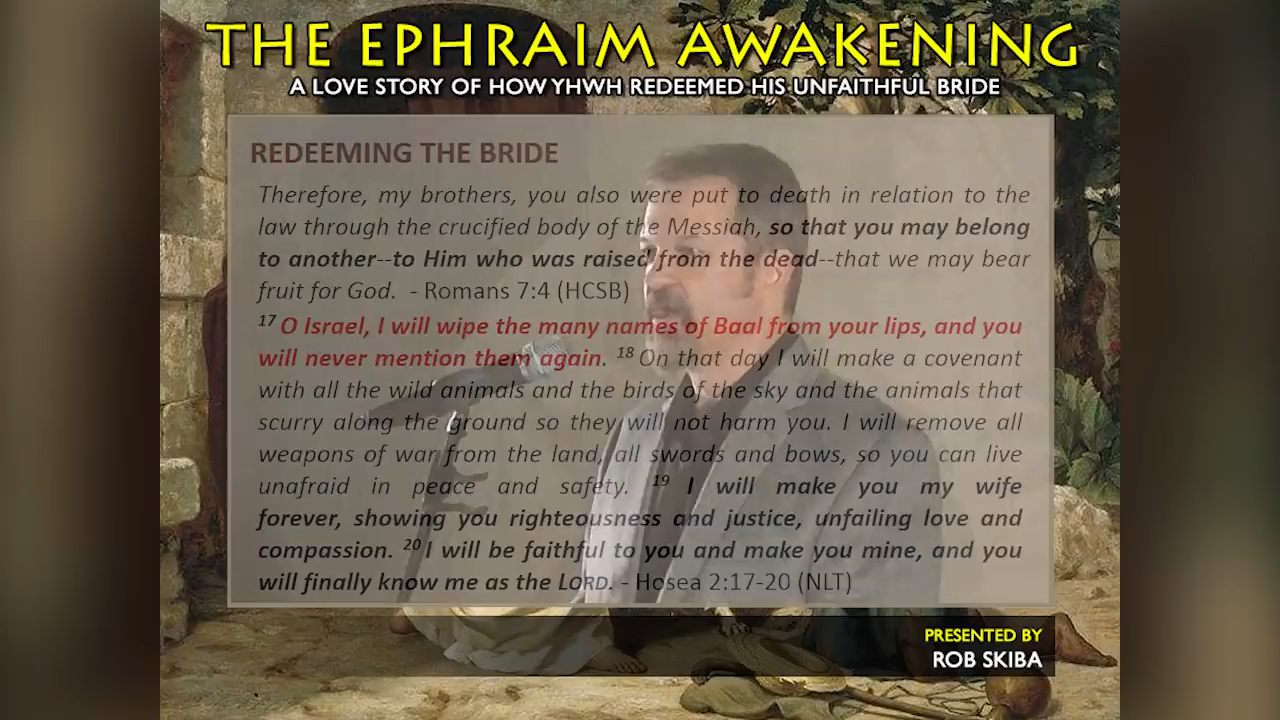 THE EPHRAIM AWAKENING
A LOVE STORY OF HOW YHWH REDEEMED HIS UNFAITHFUL BRIDE
REDEEMING THE BRIDE
Therefore, my brothers, you also were put to death in relation to the
law through the crucified body of the Messiah, so that you may belong
to another--to Him who was raised from the dead--that we may bear
fruit for God. - Romans 7:4 (HCSB)
17 O Israel, I will wipe the many names of Baal from your lips, and you
will never mention them again. 18 On that day I will make a covenant
with all the wild animals and the birds of the sky and the animals that
scurry along the ground so they will not harm you. I will remove all
weapons of war from the land, all swords and bows, so you can live
unafraid in peace and safety. 19 I will make you my wife
forever, showing you righteousness and justice, unfailing love and
compassion. 20 I will be faithful to you and make you mine, and you
will finally know me as the LORD. - Hosea 2:17-20 (NLT)
PRESENTED BY
ROB SKIBA